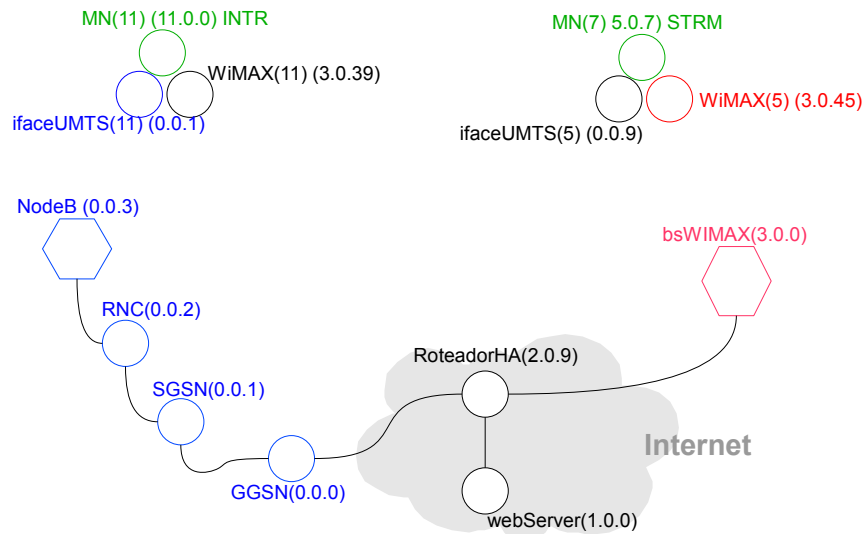 MN(11) (11.0.0) INTR
MN(7) 5.0.7) STRM
WiMAX(11) (3.0.39)
WiMAX(5) (3.0.45)
ifaceUMTS(11) (0.0.1)
ifaceUMTS(5) (0.0.9)
NodeB (0.0.3)
bsWIMAX(3.0.0)
RNC(0.0.2)
RoteadorHA(2.0.9)
SGSN(0.0.1)
Internet
GGSN(0.0.0)
webServer(1.0.0)